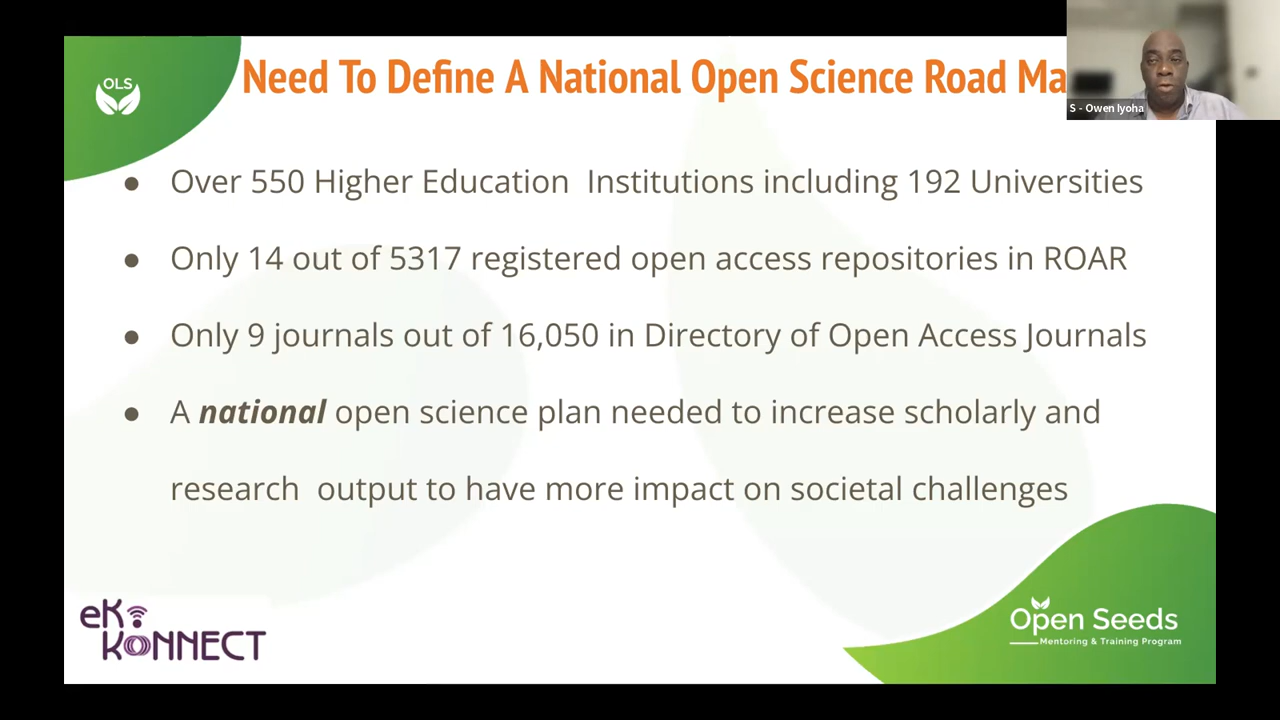 OLS
Need To Define A National Open Science Road Ma
S - Owen Iyoha
● Over 550 Higher Education Institutions including 192 Universities
● Only 14 out of 5317 registered open access repositories in ROAR
● Only 9 journals out of 16,050 in Directory of Open Access Journals
● A national open science plan needed to increase scholarly and
research output to have more impact on societal challenges
eK
KONNECT
Open Seeds
Mentoring & Training Program